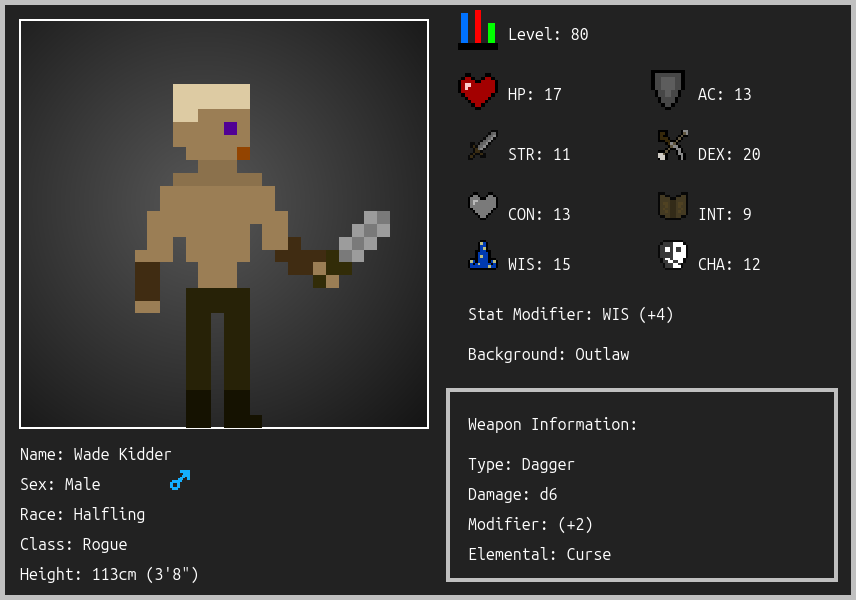 Level: 80
HP: 17
AC: 13
STR: 11
DEX: 20
CON: 13
INT: 9
WIS: 15
CHA: 12
Stat Modifier: WIS (+4)
Background: Outlaw
Weapon Information:
Type: Dagger
Damage: d6
Modifier: (+2)
Elemental: Curse
Name: Wade Kidder
Sex: Male
Race: Halfling
Class: Rogue
Height: 113cm (3'8")